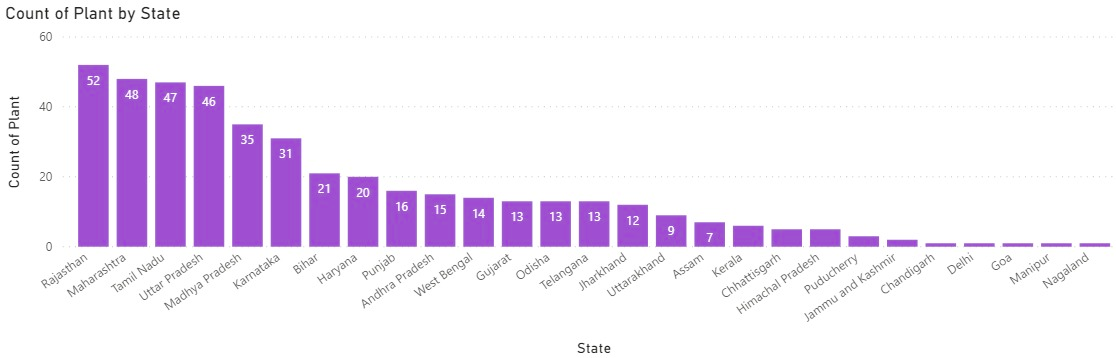 Count of Plant by State
Count of Plant
60
40
20
0
52
48
47
46
35
31
21
20
16
15
14
13
13
13
12
9
7
Rajasthan
Maharashtra
Tamil Nadu
Uttar Pradesh
Madhya Pradesh
Karnataka
Bihar
Haryana
Punjab
Andhra Pradesh
West Bengal
Gujarat
Odisha
Telangana
Jharkhand
Uttarakhand
Assam
Kerala
Chhattisgarh
Himachal Pradesh
Puducherry
Jammu and Kashmir
Chandigarh
Delhi
Goa
Manipur
Nagaland
State